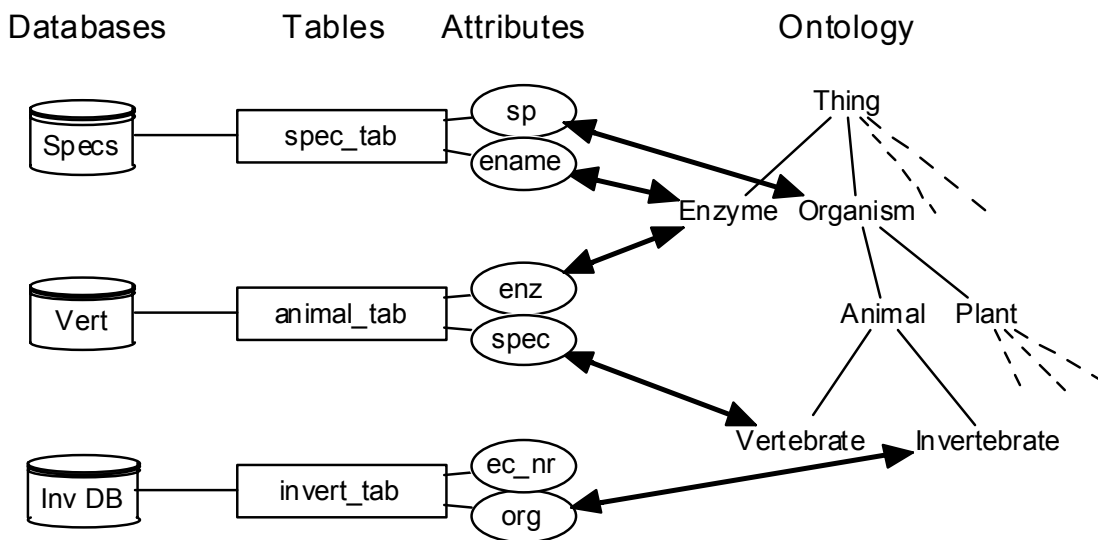 Databases Tables Attributes Ontology
Specs spec_tab sp Thing
ename
Enzyme Organism
Vert animal_tab enz Animal Plant
spec
Vertebrate Invertebrate
Inv DB invert_tab ec_nr
org